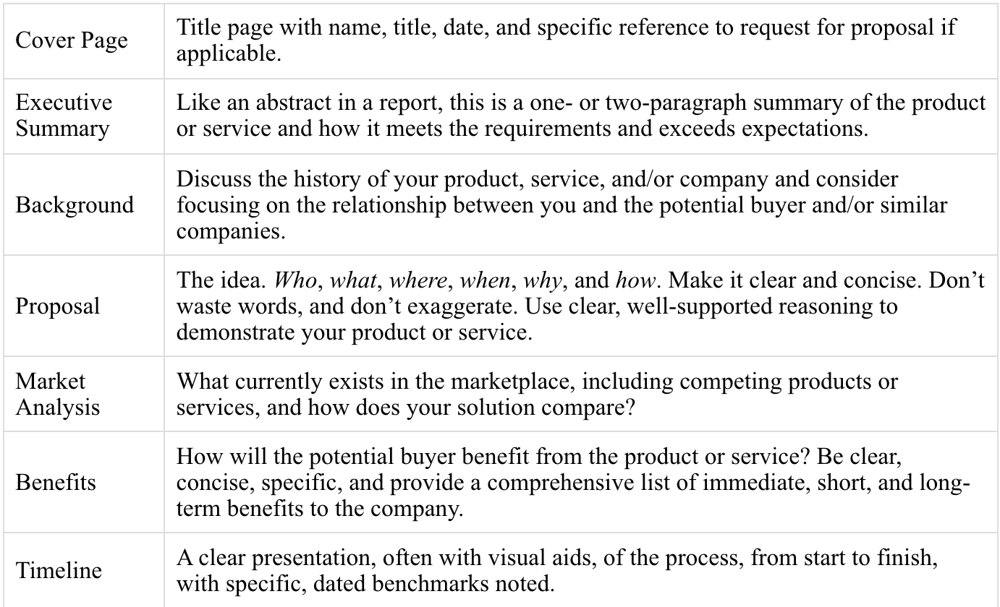 Cover Page
Title page with name, title, date, and specific reference to request for proposal if
applicable.
Executive
Summary
Like an abstract in a report, this is a one- or two-paragraph summary of the product
or service and how it meets the requirements and exceeds expectations.
Background
Discuss the history of your product, service, and/or company and consider
focusing on the relationship between you and the potential buyer and/or similar
companies.
Proposal
The idea. Who, what, where, when, why, and how. Make it clear and concise. Don’t
waste words, and don’t exaggerate. Use clear, well-supported reasoning to
demonstrate your product or service.
Market
Analysis
What currently exists in the marketplace, including competing products or
services, and how does your solution compare?
Benefits
How will the potential buyer benefit from the product or service? Be clear,
concise, specific, and provide a comprehensive list of immediate, short, and long-
term benefits to the company.
Timeline
A clear presentation, often with visual aids, of the process, from start to finish,
with specific, dated benchmarks noted.